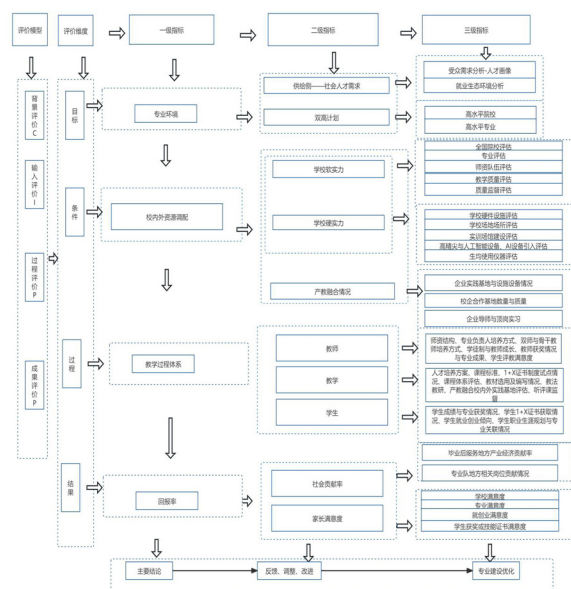 评价模型
评价维度
一级指标
二级指标
三级指标
背景评价C
输入评价I
过程评价P
成果评价P
目标
条件
过程
结果
专业环境
校内外资源调配
教学过程体系
回报率
供给侧——社会人才需求
双高计划
学校软实力
学校硬实力
产教融合情况
教师
教学
学生
社会贡献率
家长满意度
受众需求分析-人才画像
就业生态环境分析
高水平院校
高水平专业
全国院校评估
专业评估
师资队伍评估
教学质量评估
质量监督评估
学校硬件设施评估
学校场地场所评估
实训场馆建设评估
高精尖与人工智能设备、AI设备引入评估
生均使用仪器评估
企业实践基地与设施设备情况
校企合作基地数量与质量
企业导师与顶岗实习
师资结构、专业负责人培养方式、双师与骨干教
师培养方式、学徒制与教师成长、教师获奖情况
与专业成果、学生评教满意度
人才培养方案、课程标准、1+X证书制度试点情
况、课程体系评估、教材选用及编写情况、教法
教研、产教融合校内外实践基地评估、听评课监
督
学生成绩与专业获奖情况、学生1+X证书获取情
况、学生就业创业倾向、学生职业生涯规划与专
业关联情况
毕业后服务地方产业经济贡献率
专业队地方相关岗位贡献情况
学校满意度
专业满意度
就创业满意度
学生获奖或技能证书满意度
主要结论
反馈、调整、改进
专业建设优化